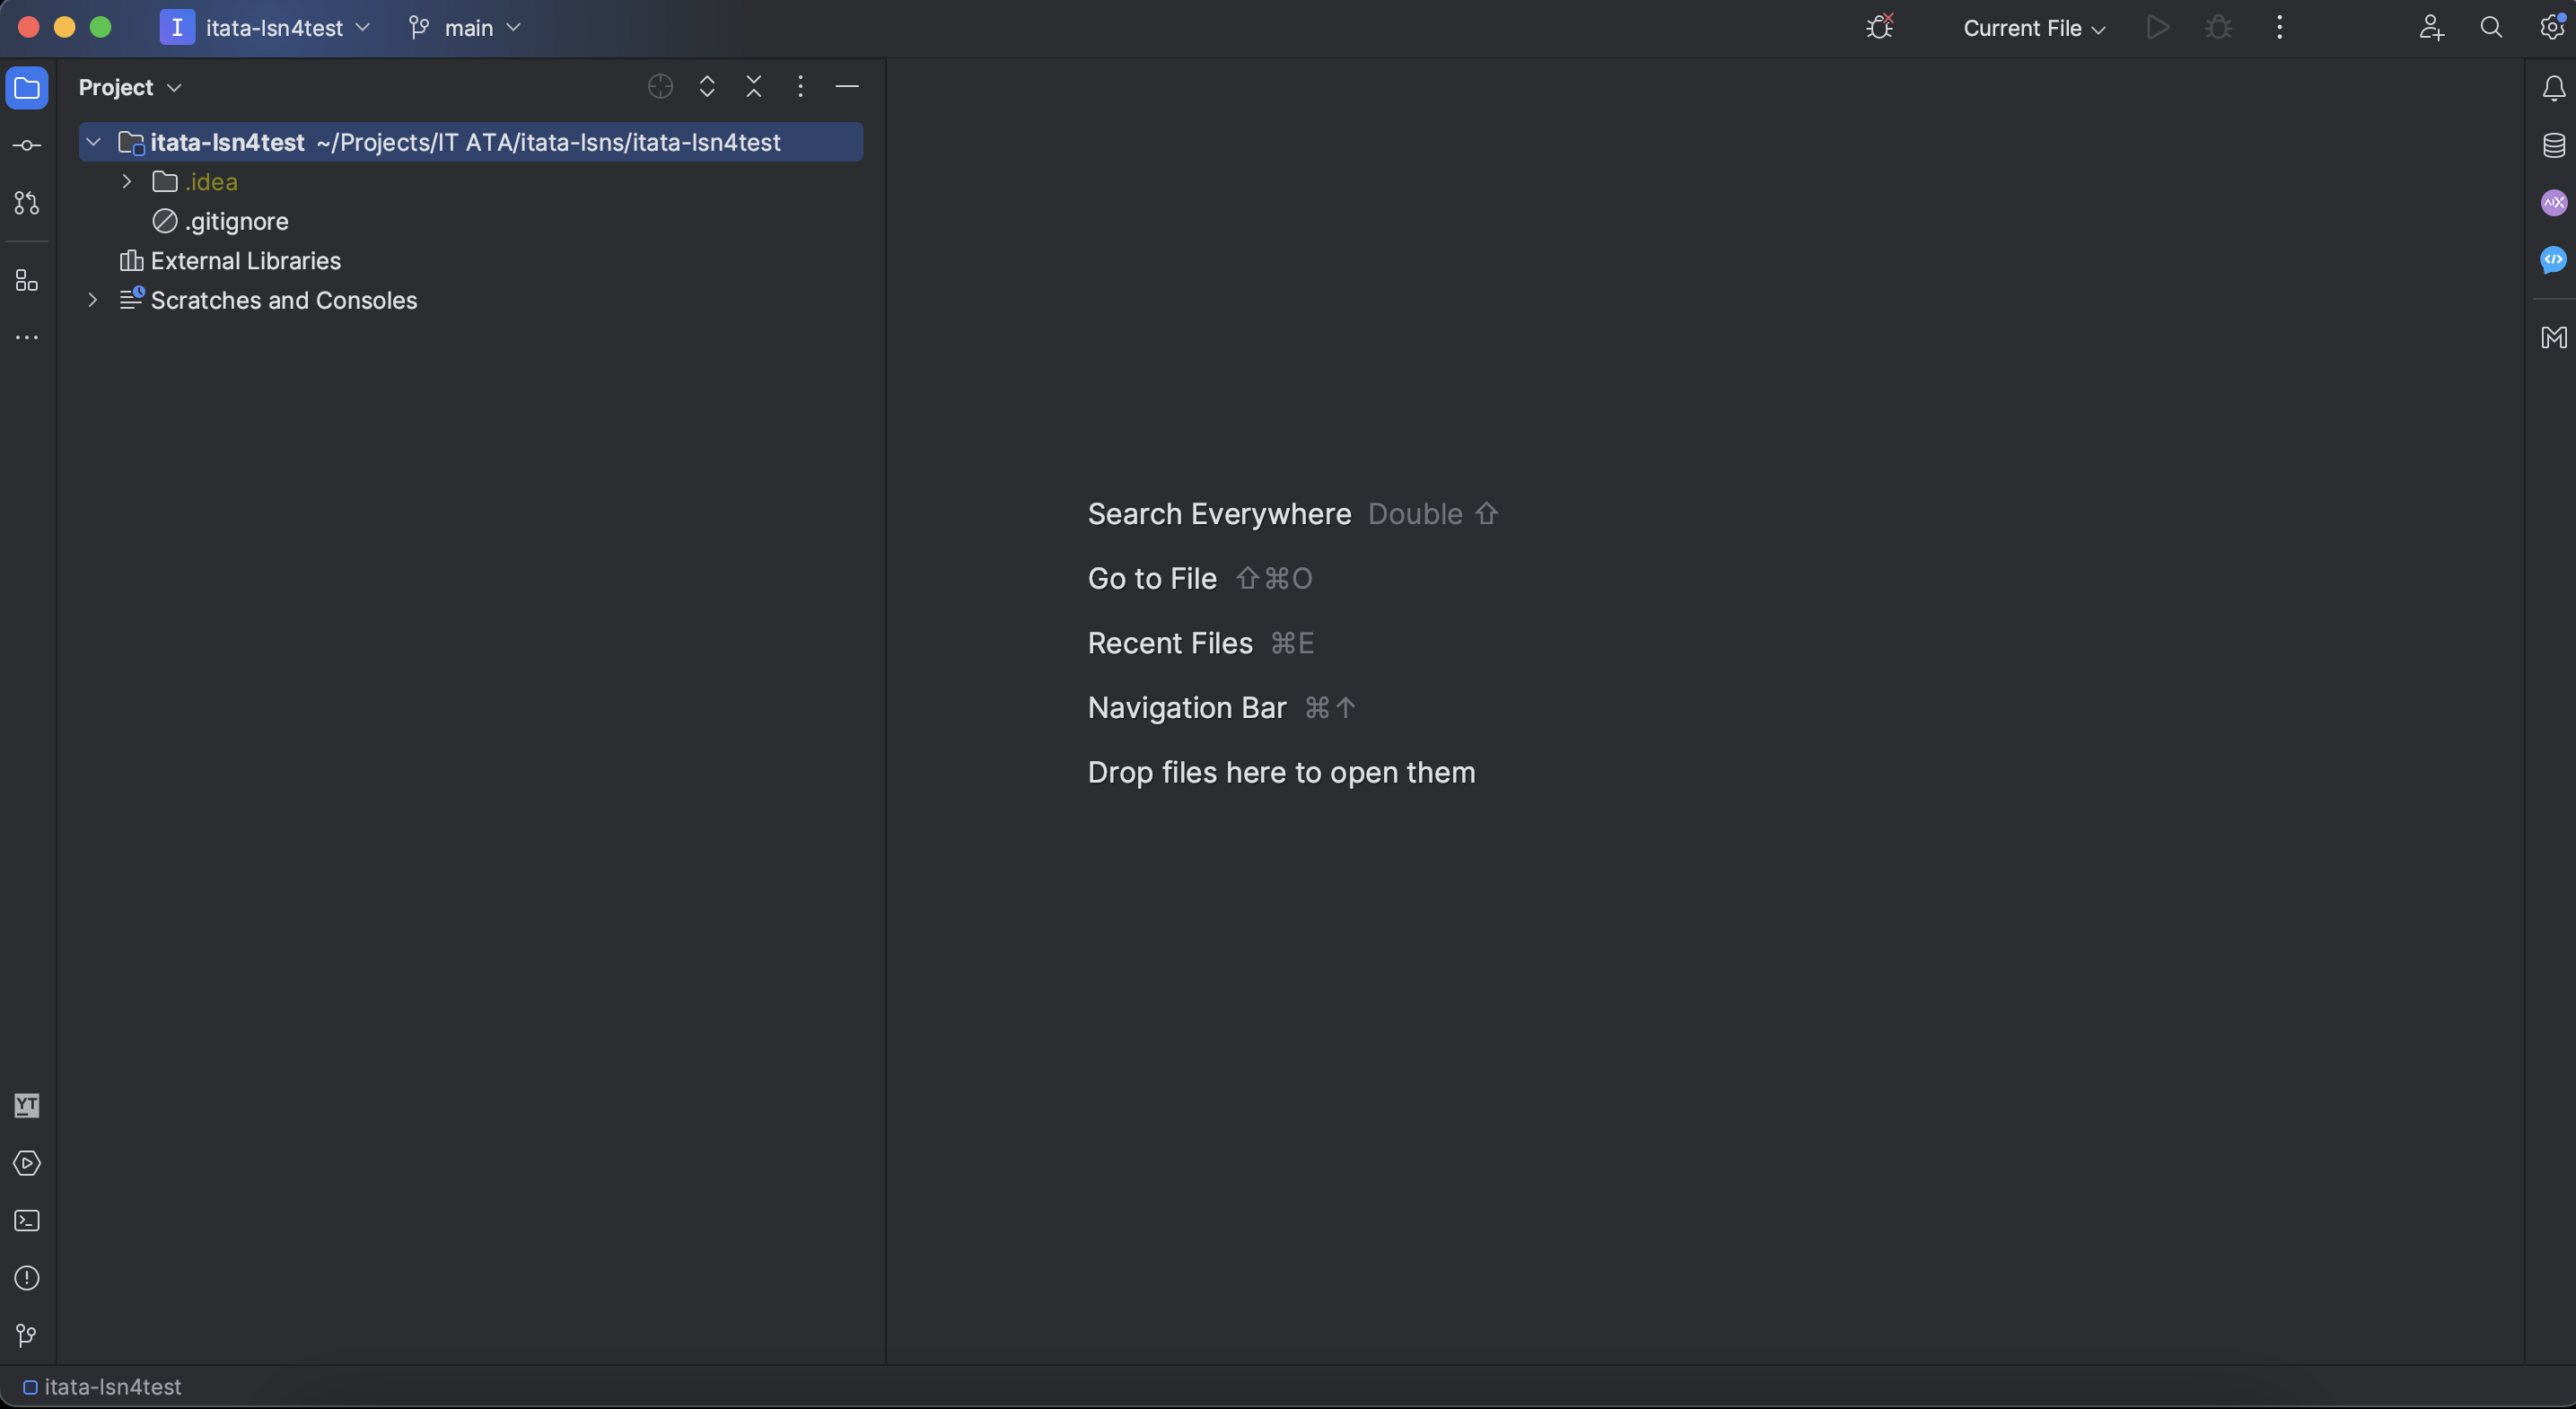 I itata-lsn4test main Current File
Project
itata-lsn4test ~/Projects/IT ATA/itata-lsns/itata-lsn4test
.idea
.gitignore
External Libraries
Scratches and Consoles
Search Everywhere Double ⇧
Go to File ⇧⌘O
Recent Files ⌘E
Navigation Bar ⌘↑
Drop files here to open them
YT
itata-lsn4test